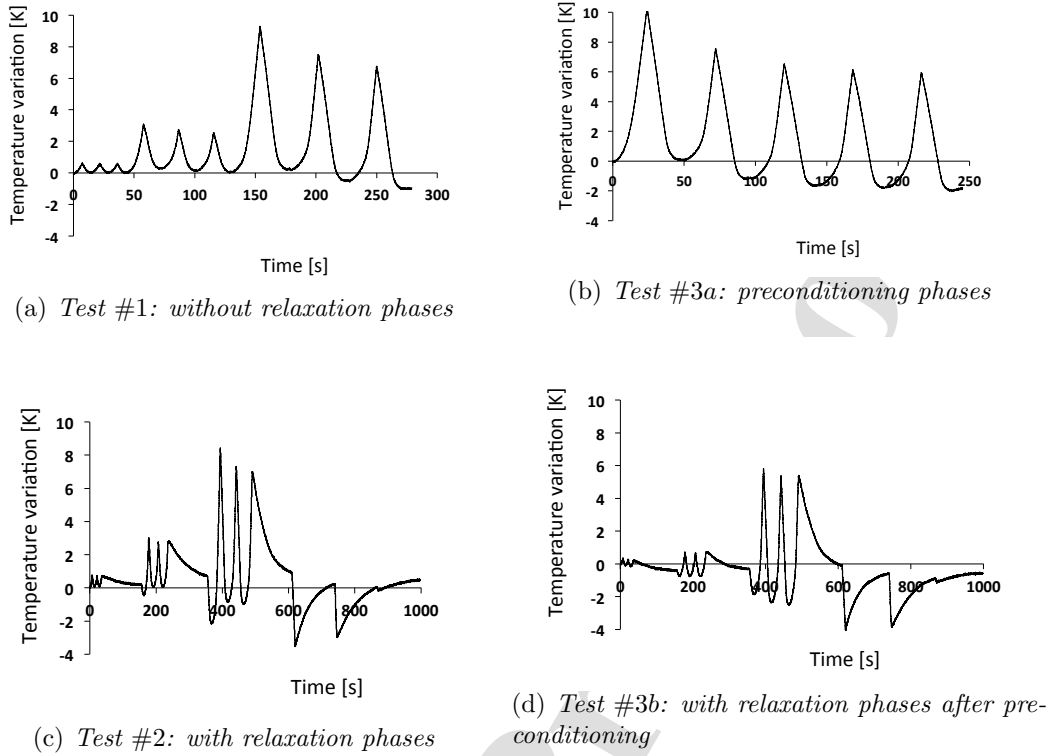 Temperature variation [K]
10
8
6
4
2
0
-2
-4
0 50 100 150 200 250 300
Time [s]
(a) Test #1: without relaxation phases
Temperature variation [K]
10
8
6
4
2
0
-2
-4
0 50 100 150 200 250
Time [s]
(b) Test #3a: preconditioning phases
Temperature variation [K]
10
8
6
4
2
0
-2
-4
0 200 400 600 800 1000
Time [s]
(c) Test #2: with relaxation phases
Temperature variation [K]
10
8
6
4
2
0
-2
-4
0 200 400 600 800 1000
Time [s]
(d) Test #3b: with relaxation phases after pre-
conditioning